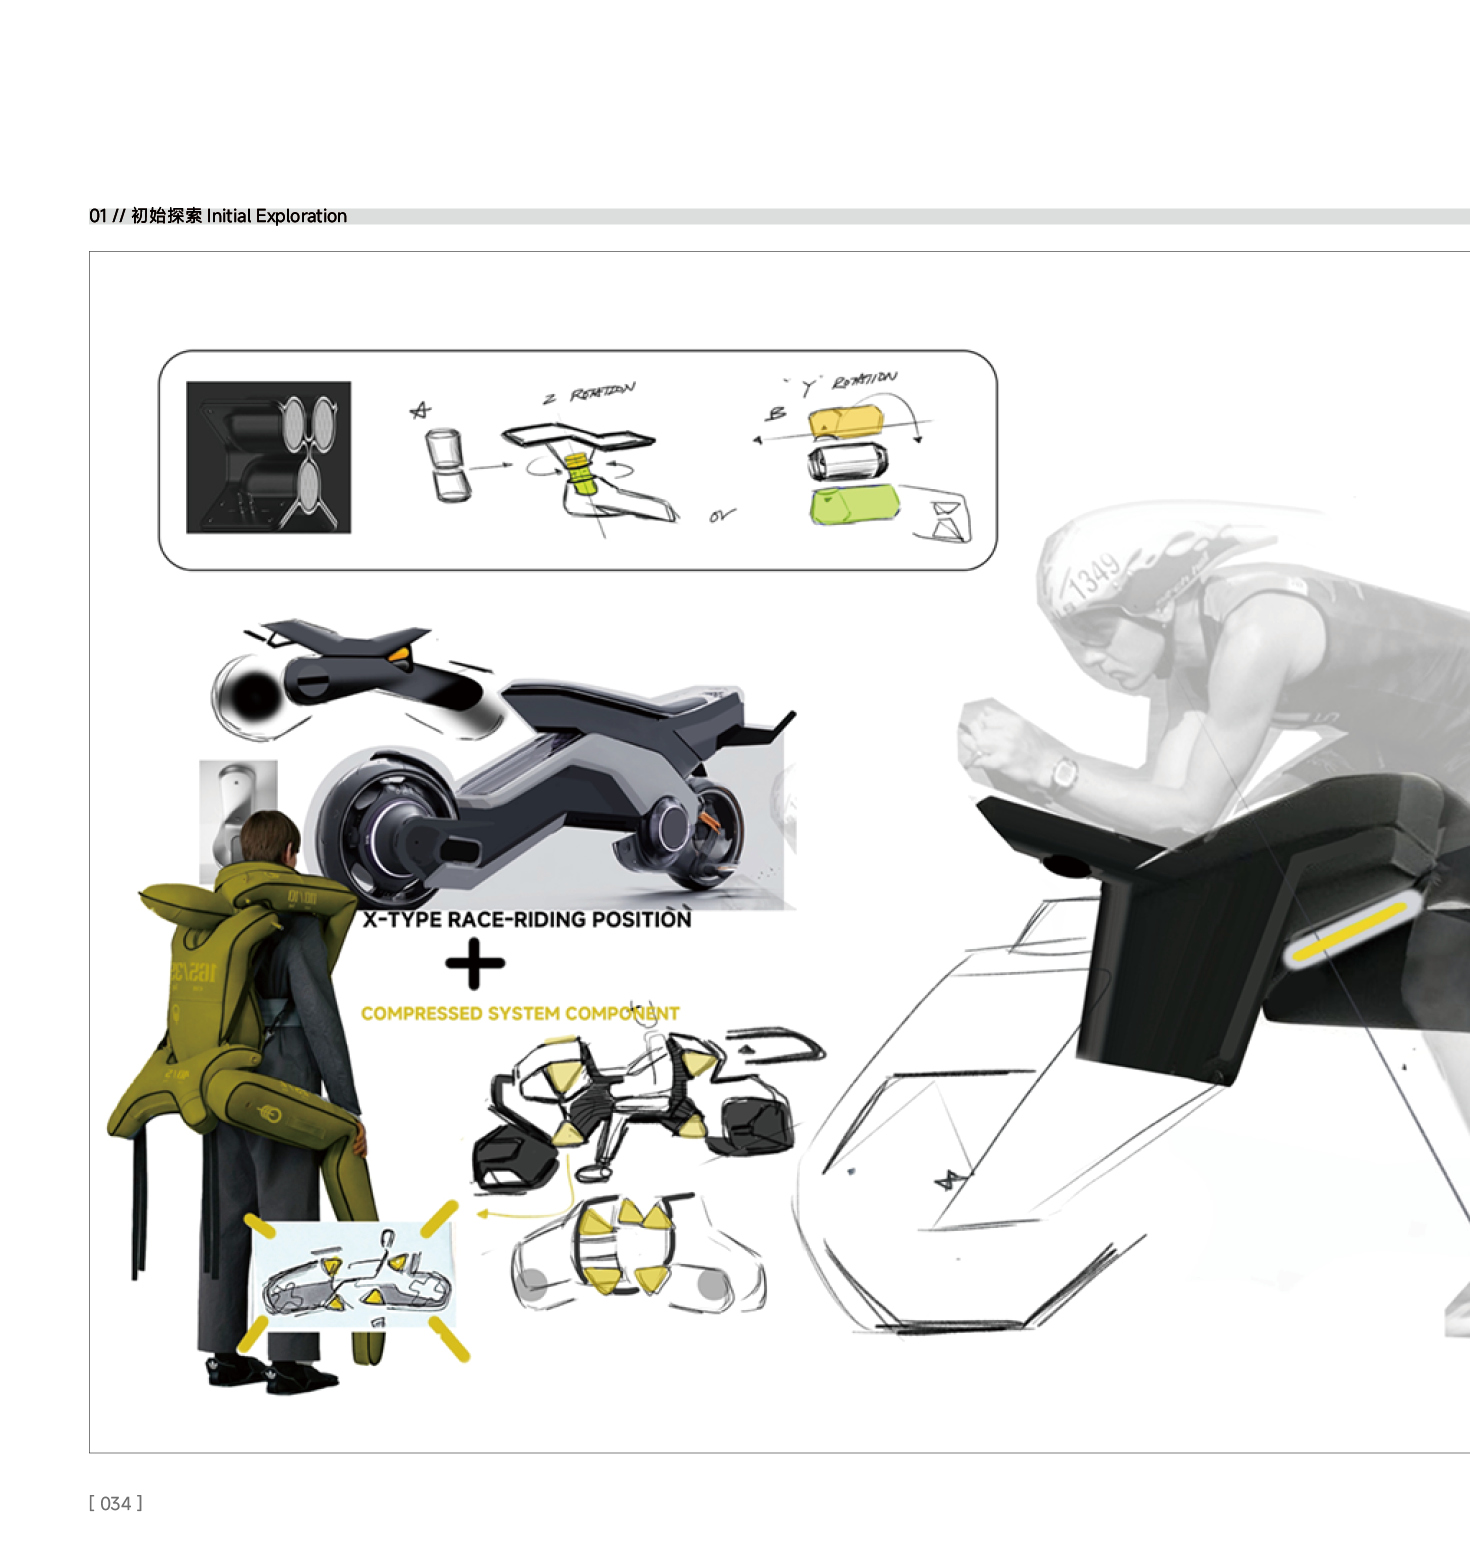 01 // 初始探索 Initial Exploration
A
Z ROTATION
or
"Y" ROTATION
B
1349
X-TYPE RACE-RIDING POSITION
+
COMPRESSED SYSTEM COMPONENT
[ 034 ]